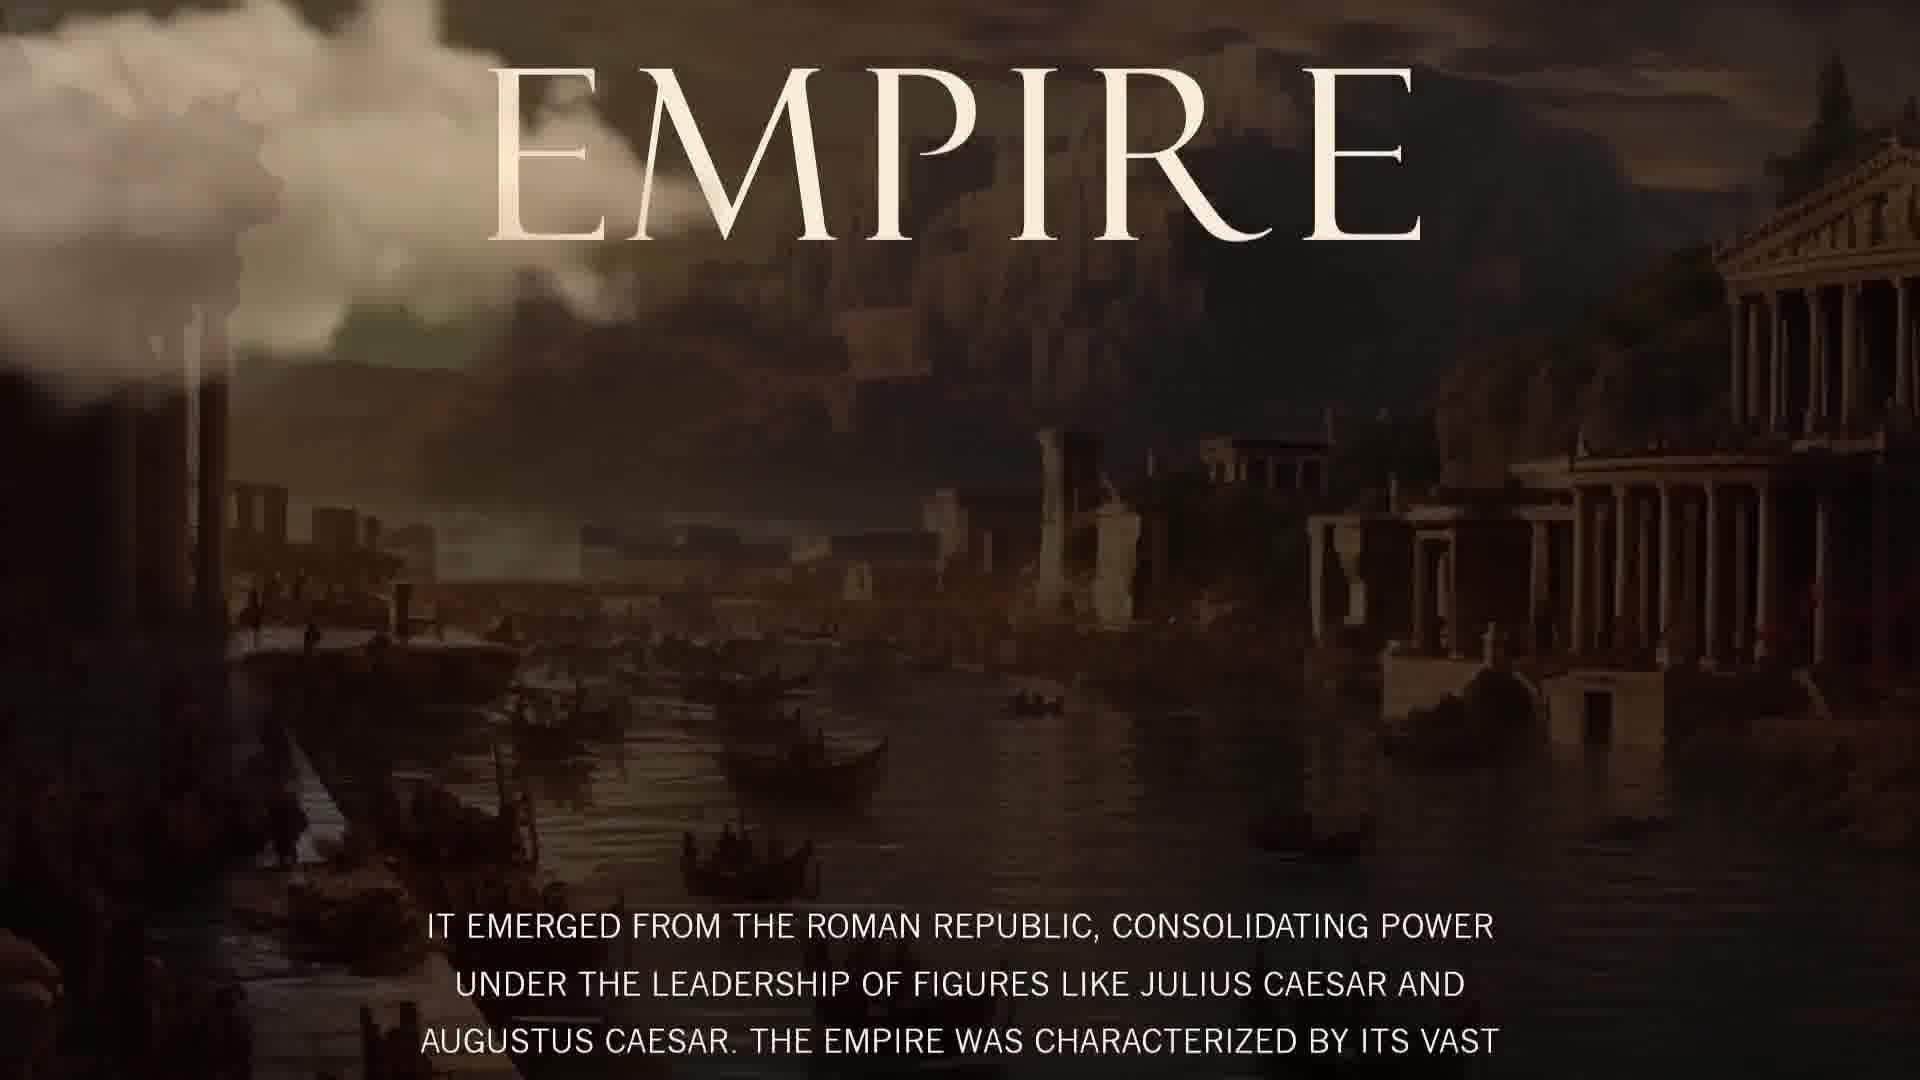 EMPIRE
IT EMERGED FROM THE ROMAN REPUBLIC, CONSOLIDATING POWER
UNDER THE LEADERSHIP OF FIGURES LIKE JULIUS CAESAR AND
AUGUSTUS CAESAR. THE EMPIRE WAS CHARACTERIZED BY ITS VAST